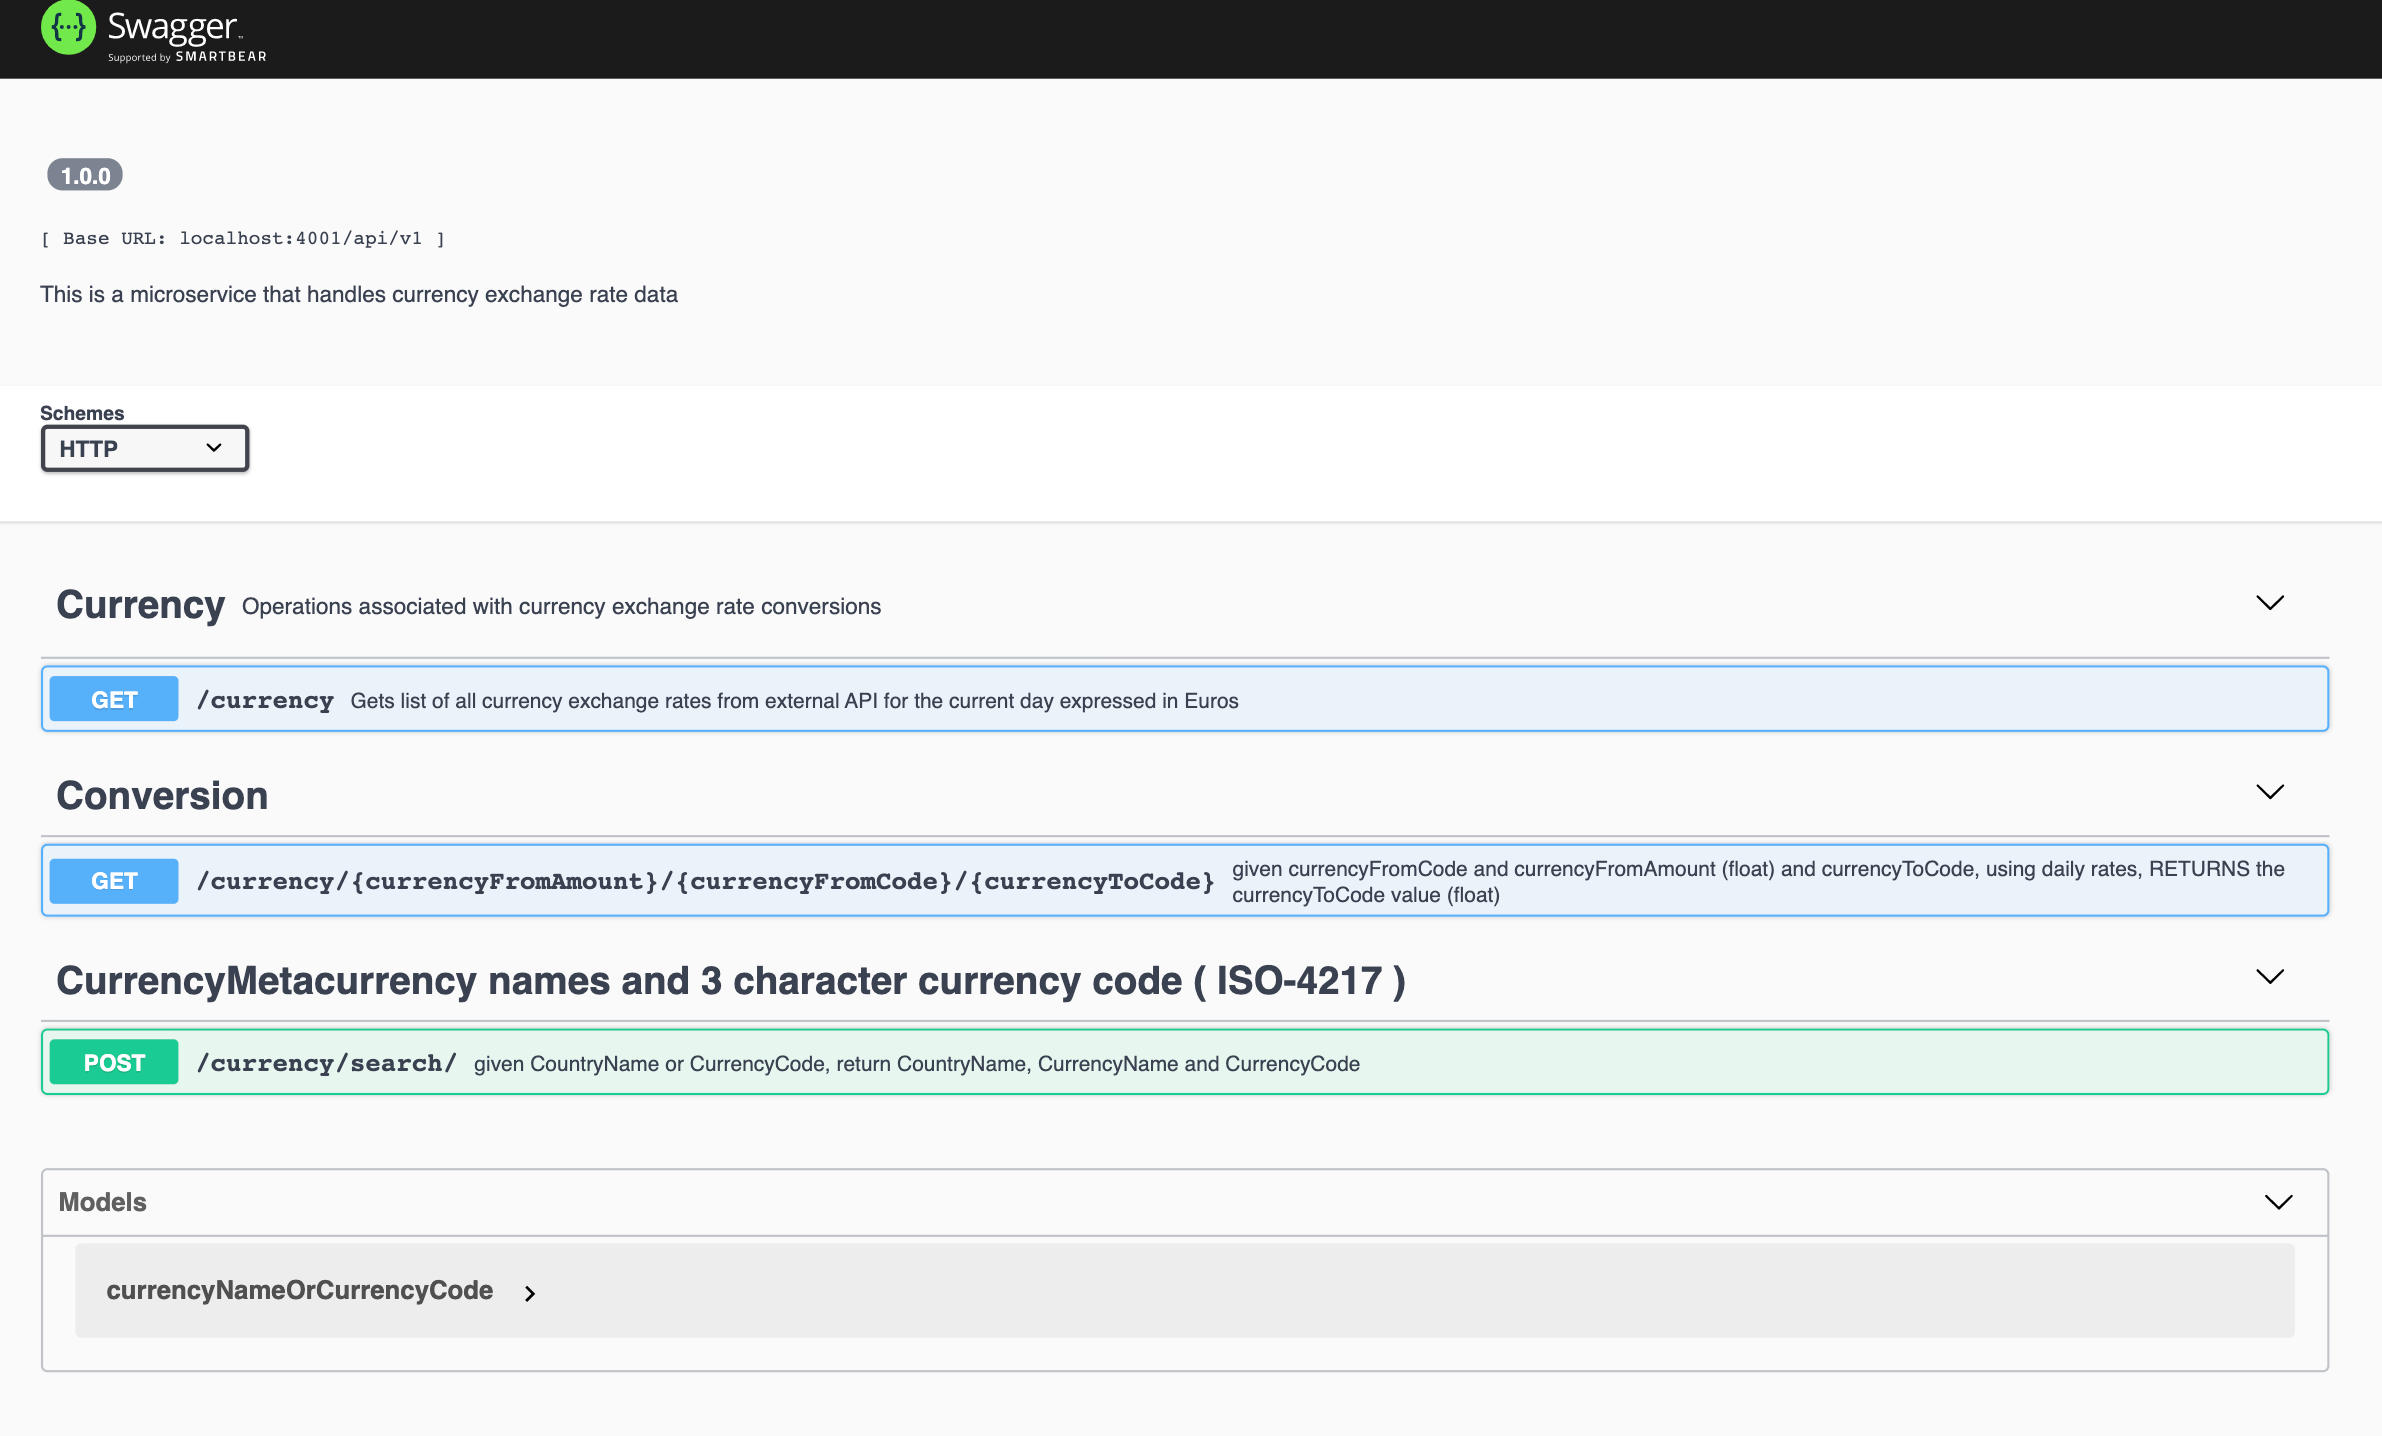 {···} Swagger™
Supported by SMARTBEAR
1.0.0
[ Base URL: localhost:4001/api/v1 ]
This is a microservice that handles currency exchange rate data
Schemes
HTTP
Currency Operations associated with currency exchange rate conversions
GET /currency Gets list of all currency exchange rates from external API for the current day expressed in Euros
Conversion
GET /currency/{currencyFromAmount}/{currencyFromCode}/{currencyToCode} given currencyFromCode and currencyFromAmount (float) and currencyToCode, using daily rates, RETURNS the
currencyToCode value (float)
CurrencyMetacurrency names and 3 character currency code ( ISO-4217 )
POST /currency/search/ given CountryName or CurrencyCode, return CountryName, CurrencyName and CurrencyCode
Models
currencyNameOrCurrencyCode